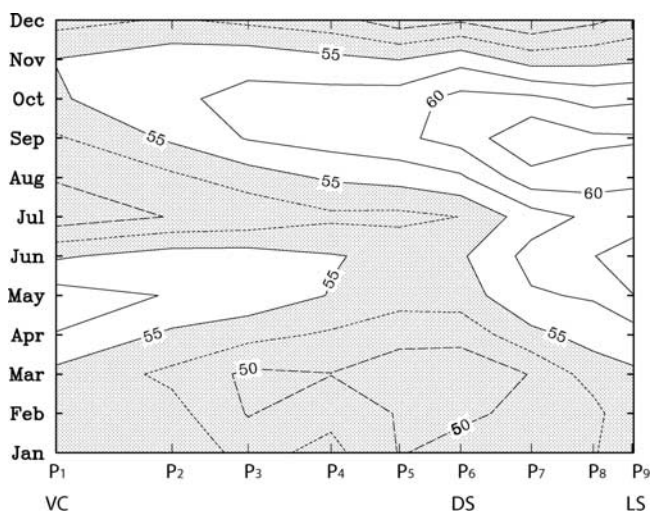 Dec
Nov
Oct
Sep
Aug
Jul
Jun
May
Apr
Mar
Feb
Jan
55
60
55
55
60
55
55
55
50
50
P1 P2 P3 P4 P5 P6 P7 P8 P9
VC DS LS